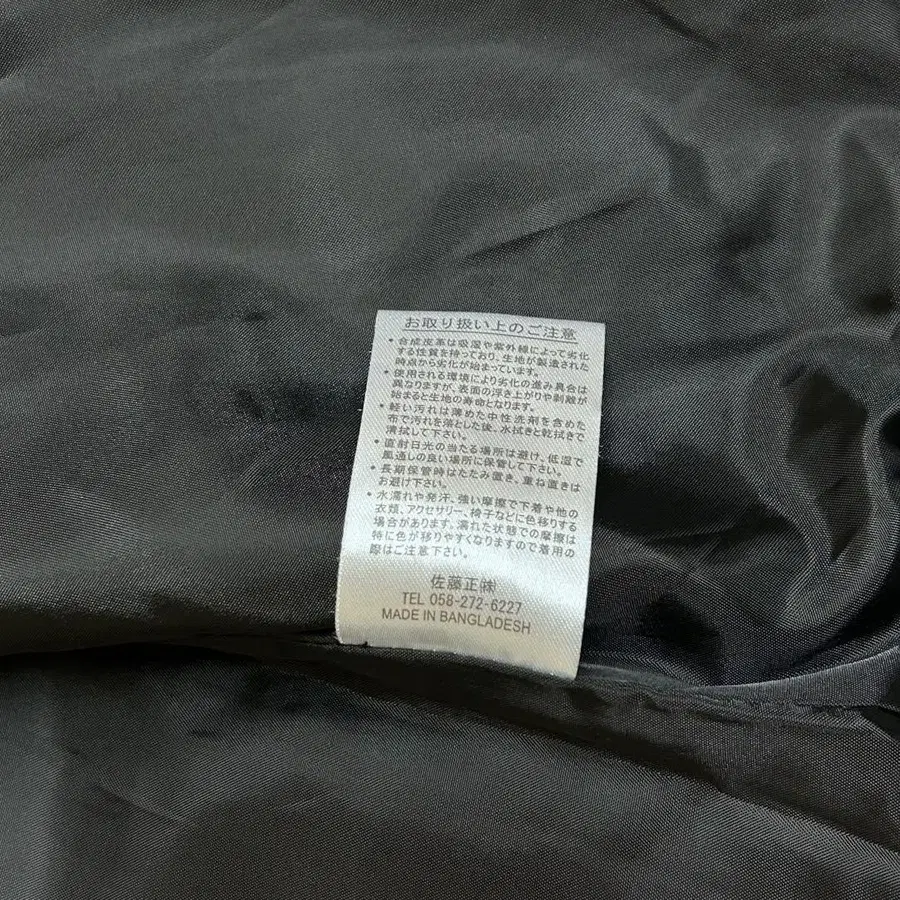 お取り扱い上のご注意
・合成皮革は吸湿や紫外線によって劣化
する性質を持っており、生地が製造された
時点から劣化が始まっています。
・使用される環境により劣化の進み具合は
異なりますが、表面の浮き上がりや剥離が
始まると生地の寿命となります。
・軽い汚れは薄めた中性洗剤を含めた
布で汚れを落とした後、水拭きと乾拭きで
清拭して下さい。
・直射日光の当たる場所は避け、低温で
風通しの良い場所に保管して下さい。
・長期保管時はたたみ置き、重ね置きは
お避け下さい。
・水濡れや発汗、強い摩擦で下着や他の
衣類、アクセサリー、椅子などに色移りする
場合があります。濡れた状態での摩擦は
特に色が移りやすくなりますので着用の
際はご注意下さい。
佐藤正㈱
TEL 058-272-6227
MADE IN BANGLADESH